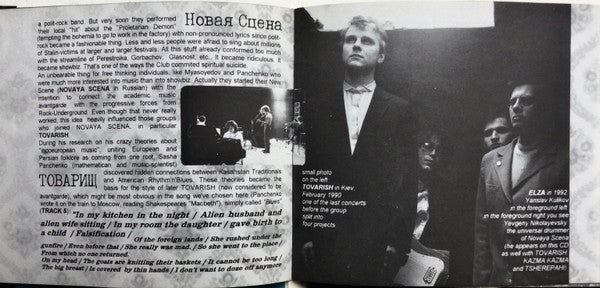 a polit-rock band. But very soon they performed
their local "hit" about the "Proletarian Demon"
(tempting the bohemia to go to work in the factory) with non-pronounced lyrics since polit-
rock became a fashionable thing. Less and less people were afraid to sing about millions
of Stalin-victims at larger and larger festivals. All this stuff already conformed too much
with the streamline of Perestroika, Gorbachov, Glasnost, etc.. It became ridiculous. It
became showbiz. That's one of the ways the Club commited spiritual suicide.
An unbearable thing for free thinking individuals, like Myasoyedov and Panchenko who
were much more interested into music than into showbiz. Actually they started their New
Scene (NOVAYA SCENA in Russian) with the
intention to connect the academic music
avantgarde with the progressive forces from
Rock-Underground. Even though that never really
worked, this idea heavily influenced those groups
who joined NOVAYA SCENA, in particular
TOVARISH
During his research on his crazy theories about
"ngoeuropean music", uniting European and
Persian folklore as coming from one root, Sasha
Panchenko (mathematican and music-scientist)
discovered hidden connections between Kasakhstan Traditionals
and American Rhythm'n'Blues. These theories became the
basis for the style of later TOVARISH (now considered to be
avantgarde), which might be most obvious in the song we've chosen here (Panchenko
wrote it on the train to Moscow, reading Shakespeares "Macbeth"), simply called "Blues"
(TRACK 5): "In my kitchen in the night / Alien husband and
alien wife sitting / In my room the daughter / gave birth to
a child / Falsification /
Of the foreign lands / She rushed under the
gunfire / Even before that / She really was mad. / So she went to the place /
From which no one returned.
On my head / The goats are knitting their baskets / It cannot be too long /
The big breast / Is covered by thin hands / I don't want to doze off anymore
Новая Сцена
ТОВАРИЩ
small photo
on the left
TOVARISH in Kiev,
February 1990
one of the last concerts
before the group
split into
four projects
ELZA in 1992
Yanslav Kulikov
in the foreground left
in the foreground right you see
Yevgeny Nikolayevsky,
the universal drummer
of Novaya Scena
(he appears on this CD
as well with TOVARISH
KAZMA KAZMA
and TSHEREPAHI)